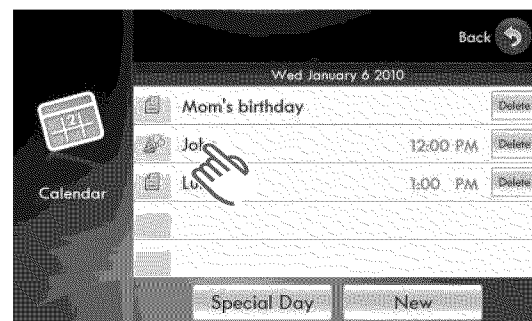 Back
Wed January 6 2010
Mom's birthday Delete
12:00 PM Delete
1:00 PM Delete
Calendar
Special Day New